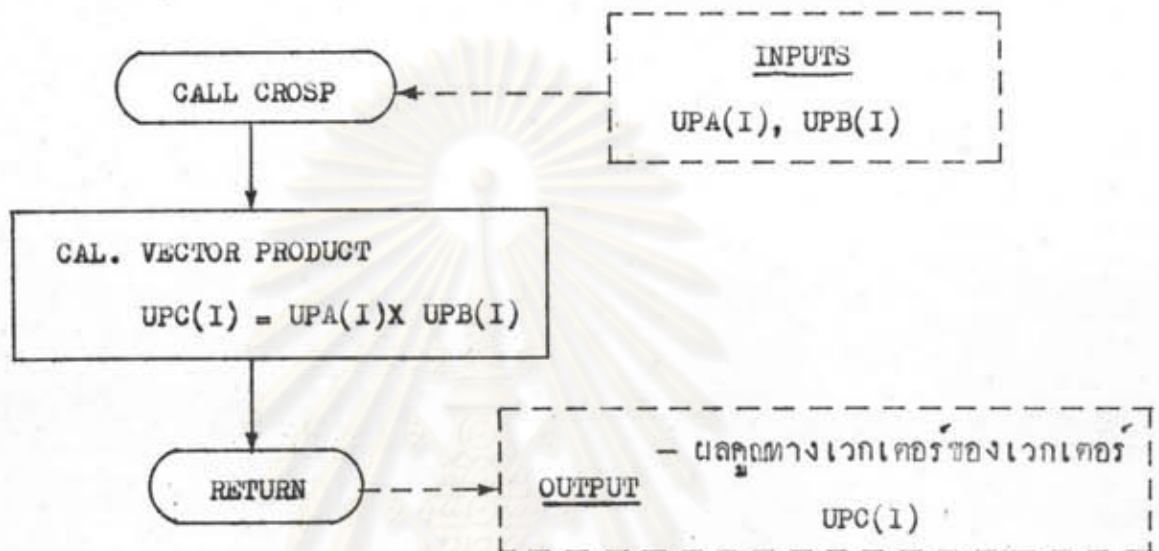 CALL CROSP
INPUTS
UPA(I), UPB(I)
CAL. VECTOR PRODUCT
UPC(I) = UPA(I)X UPB(I)
RETURN
OUTPUT
- ผลคูณทางเวกเตอร์ของเวกเตอร์
UPC(I)